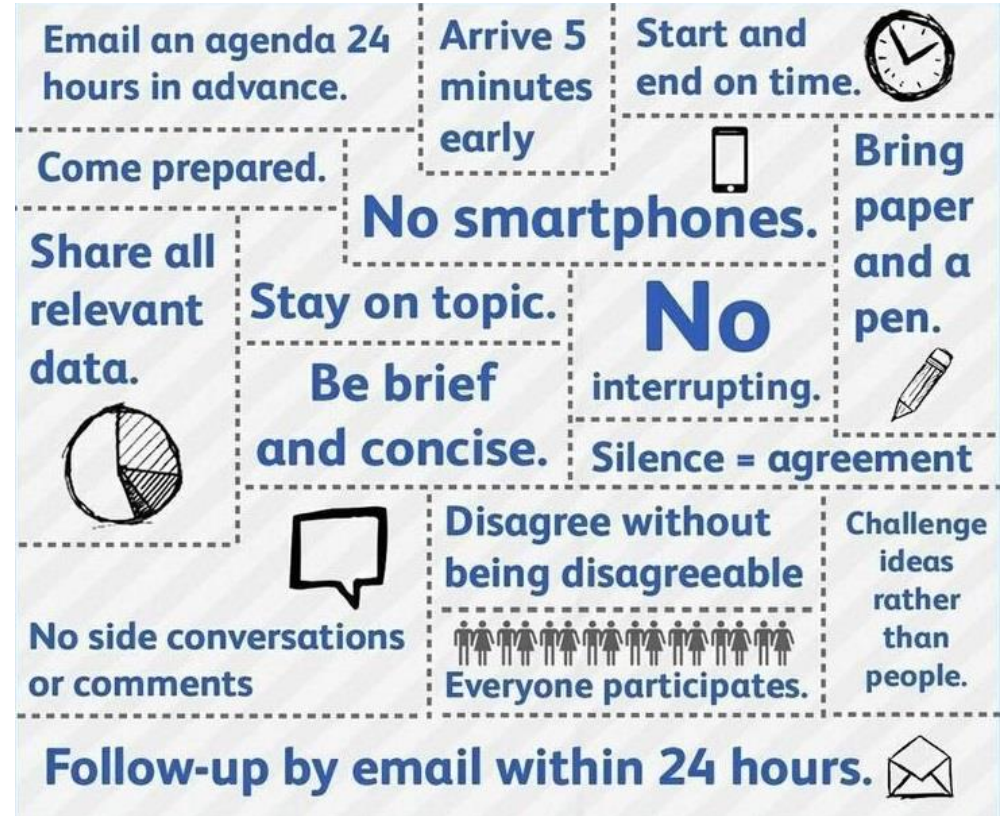 Email an agenda 24
hours in advance.
Arrive 5
minutes
early
Start and
end on time.
Come prepared.
No smartphones.
Bring
paper
and a
pen.
Share all
relevant
data.
Stay on topic.
No
interrupting.
Be brief
and concise.
Silence = agreement
No side conversations
or comments
Disagree without
being disagreeable
Everyone participates.
Challenge
ideas
rather
than
people.
Follow-up by email within 24 hours.